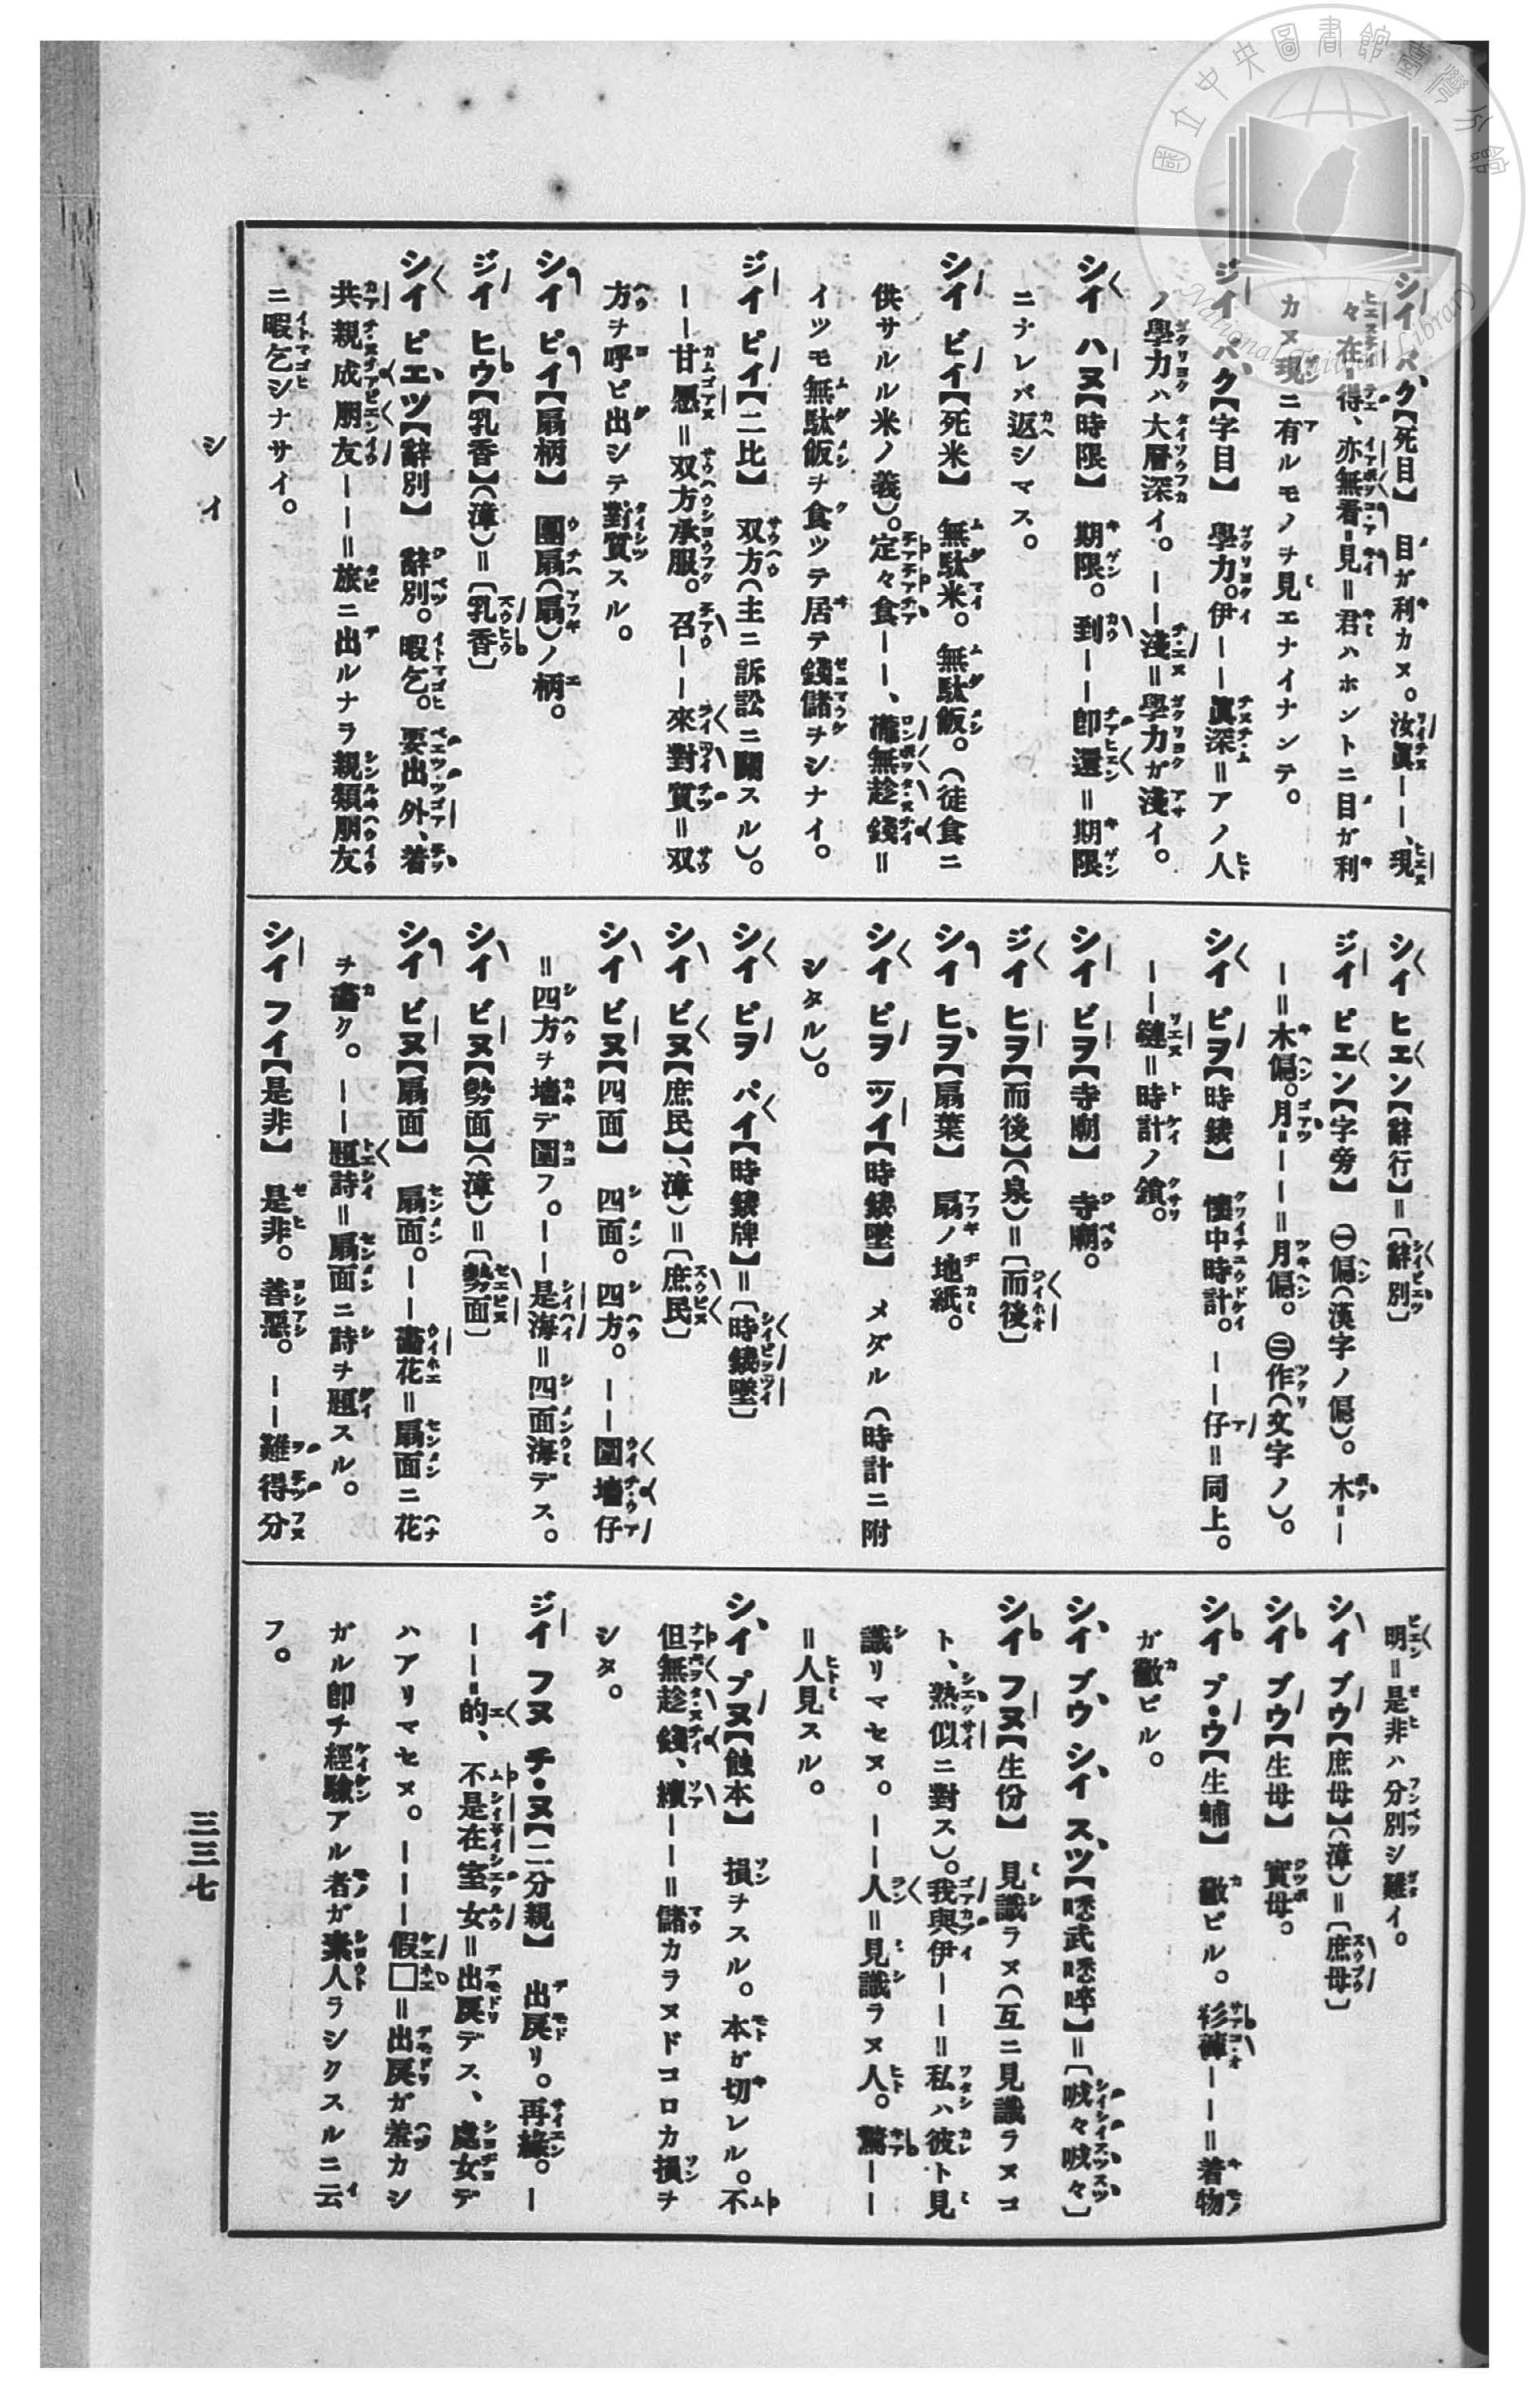 シイ バク【死目】 目ガ利カヌ。汝眞ーー、現
々在-得、亦無看-見=君ハホントニ目ガ利
カヌ現ニ有ルモノヲ見エナイナンテ。
ジイ バク【字目】 學力。伊ーー眞深=アノ人
ノ學力ハ大層深イ。ーー淺=學力ガ淺イ。
シイ ハヌ【時限】 期限。到ーー卽還=期限
ニナレバ返シマス。
シイ ビイ【死米】 無駄米。無駄飯。(徒食ニ
供サルル米ノ義)。定々食ーー、攏無趁錢=
イツモ無駄飯ヲ食ツテ居テ錢儲ヲシナイ。
ジイ ピイ【二比】 双方(主ニ訴訟ニ關スル)。
ーー甘愿=双方承服。召ーー來對質=双
方ヲ呼ビ出シテ對質スル。
シイ ピイ【扇柄】 團扇(扇)ノ柄。
ジイ ヒウ【乳香】(漳)=〔乳香〕
シイ ピエツ【辭別】 辭別。暇乞。要出外、着
共親成朋友ーー=旅ニ出ルナラ親類朋友
ニ暇乞シナサイ。
シイ ヒエン【辭行】=〔辭別〕
ジイ ピエン【字旁】 ㊀偏(漢字ノ偏)。木-ー
ー=木偏。月-ーー=月偏。㊁作(文字ノ)。
シイ ピヲ【時錶】 懷中時計。ーー仔=同上。
ーー鏈=時計ノ鎖。
シイ ビヲ【寺廟】 寺廟。
ジイ ヒヲ【而後】(泉)=〔而後〕
シイ ヒヲ【扇葉】 扇ノ地紙。
シイ ピヲ ツイ【時錶墜】 メダル(時計ニ附
シタル)。
シイ ピヲ パイ【時錶牌】=〔時錶墜〕
シイ ビヌ【庶民】(漳)=〔庶民〕
シイ ビヌ【四面】 四面。四方。ーー圍墻仔
=四方ヲ墻デ圍フ。ーー是海=四面海デス。
シイ ビヌ【勢面】(漳)=〔勢面〕
シイ ビヌ【扇面】 扇面。ーー畫花=扇面ニ花
ヲ畫ク。ーー題詩=扇面ニ詩ヲ題スル。
シイ フイ【是非】 是非。善惡。ーー難得分
明=是非ハ分別シ難イ。
シイ ブウ【庶母】(漳)=〔庶母〕
シイ ブウ【生母】 實母。
シイ プ・ウ【生蜅】 黴ビル。衫褲ーー=着物
ガ黴ビル。
シイ ブウ シイ スツ【㗭武㗭啐】=〔㖑々㖑々〕
シイ フヌ【生份】 見識ラヌ(互ニ見識ラヌコ
ト、熟似ニ對ス)。我與伊ーー=私ハ彼ト見
識リマセヌ。ーー人=見識ラヌ人。驚ーー
=人見スル。
シイ プヌ【蝕本】 損ヲスル。本ガ切レル。不
但無趁錢、續ーー=儲カラヌドコロカ損ヲ
シタ。
ジイ フヌ チ・ヌ【二分親】 出戾リ。再緣。ー
ーー-的、不是在室女=出戾デス、處女デ
ハアリマセヌ。ーーー假□=出戾ガ羞カシ
ガル卽チ經驗アル者ガ素人ラシクスルニ云
フ。
シイ
三三七
國立中央圖書館臺灣分館
National Taiwan Library